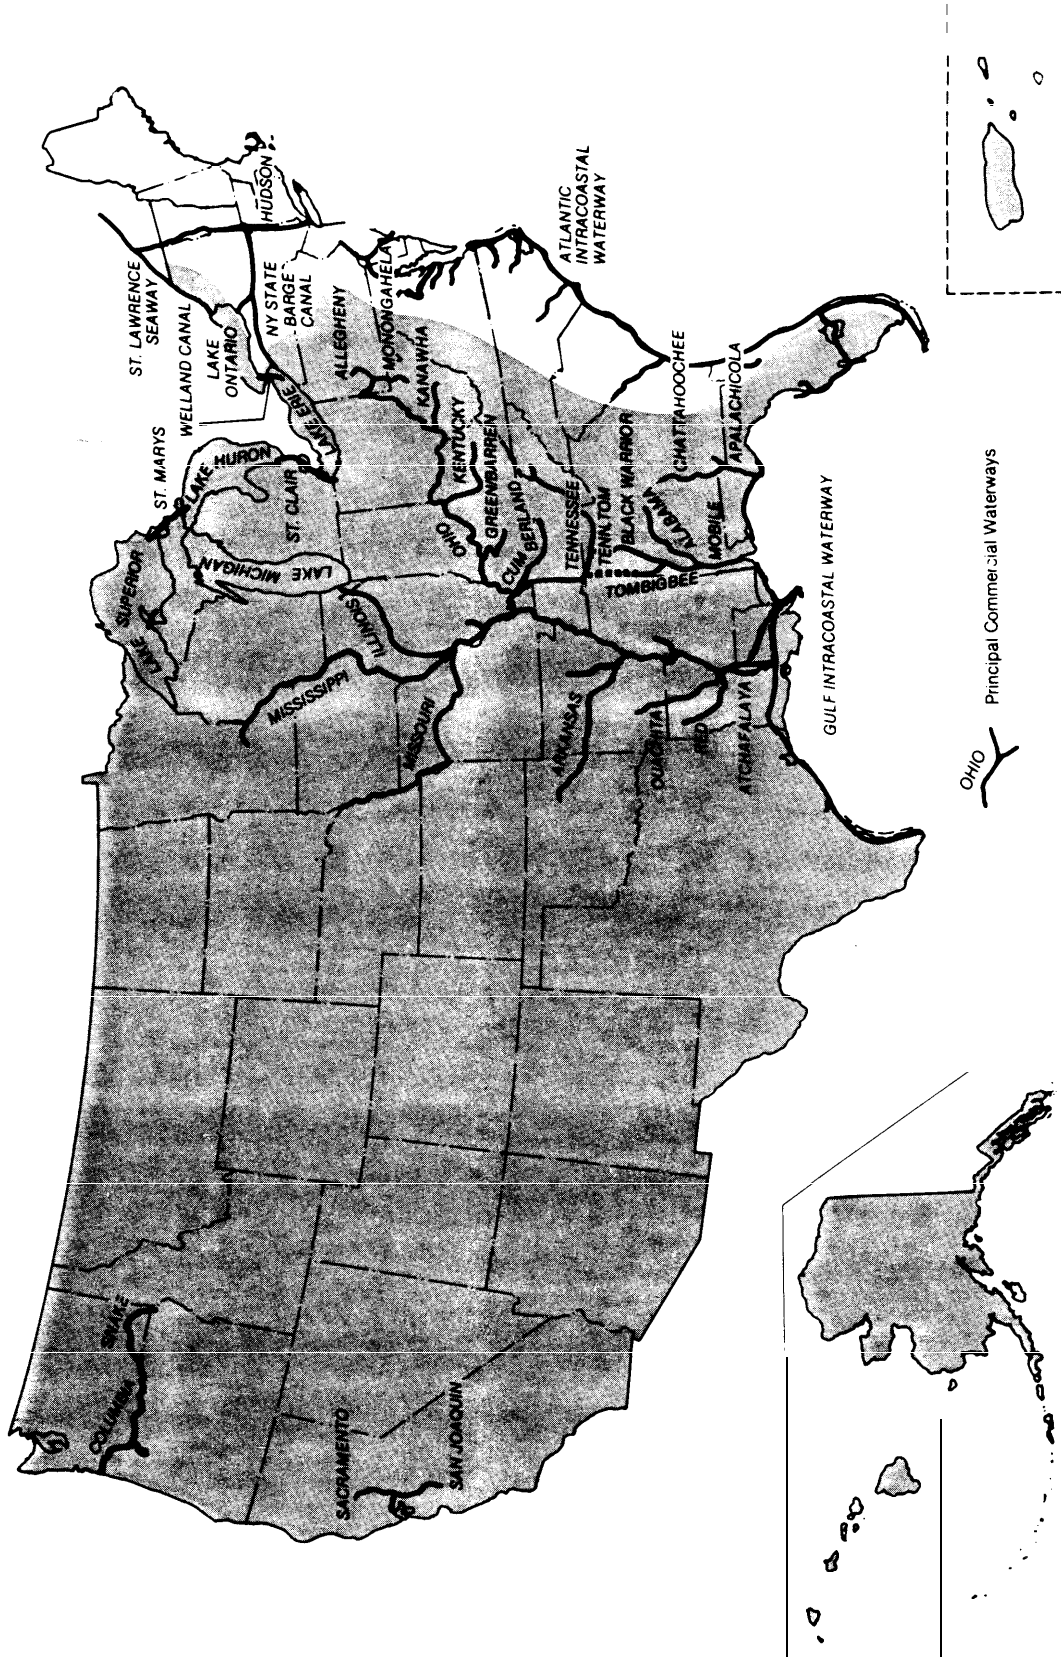 ST. LAWRENCE
SEAWAY
WELLAND CANAL
LAKE
ONTARIO
HUDSON
NY STATE
BARGE
CANAL
ALLEGHENY
MONONGAHELA
KANAWHA
ATLANTIC
INTRACOASTAL
WATERWAY
ST. MARYS
LAKE HURON
LAKE ERIE
ST. CLAIR
LAKE SUPERIOR
LAKE MICHIGAN
KENTUCKY
GREEN/BARREN
OHIO
CUMBERLAND
TENNESSEE
TENN.TOM
BLACK WARRIOR
ALABAMA
CHATTAHOOCHEE
APALACHICOLA
MOBILE
TOMBIGBEE
ILLINOIS
MISSISSIPPI
MISSOURI
ARKANSAS
OUACHITA
RED
ATCHAFALAYA
GULF INTRACOASTAL WATERWAY
SNAKE
COLUMBIA
SACRAMENTO
SAN JOAQUIN
OHIO
Principal Commercial Waterways